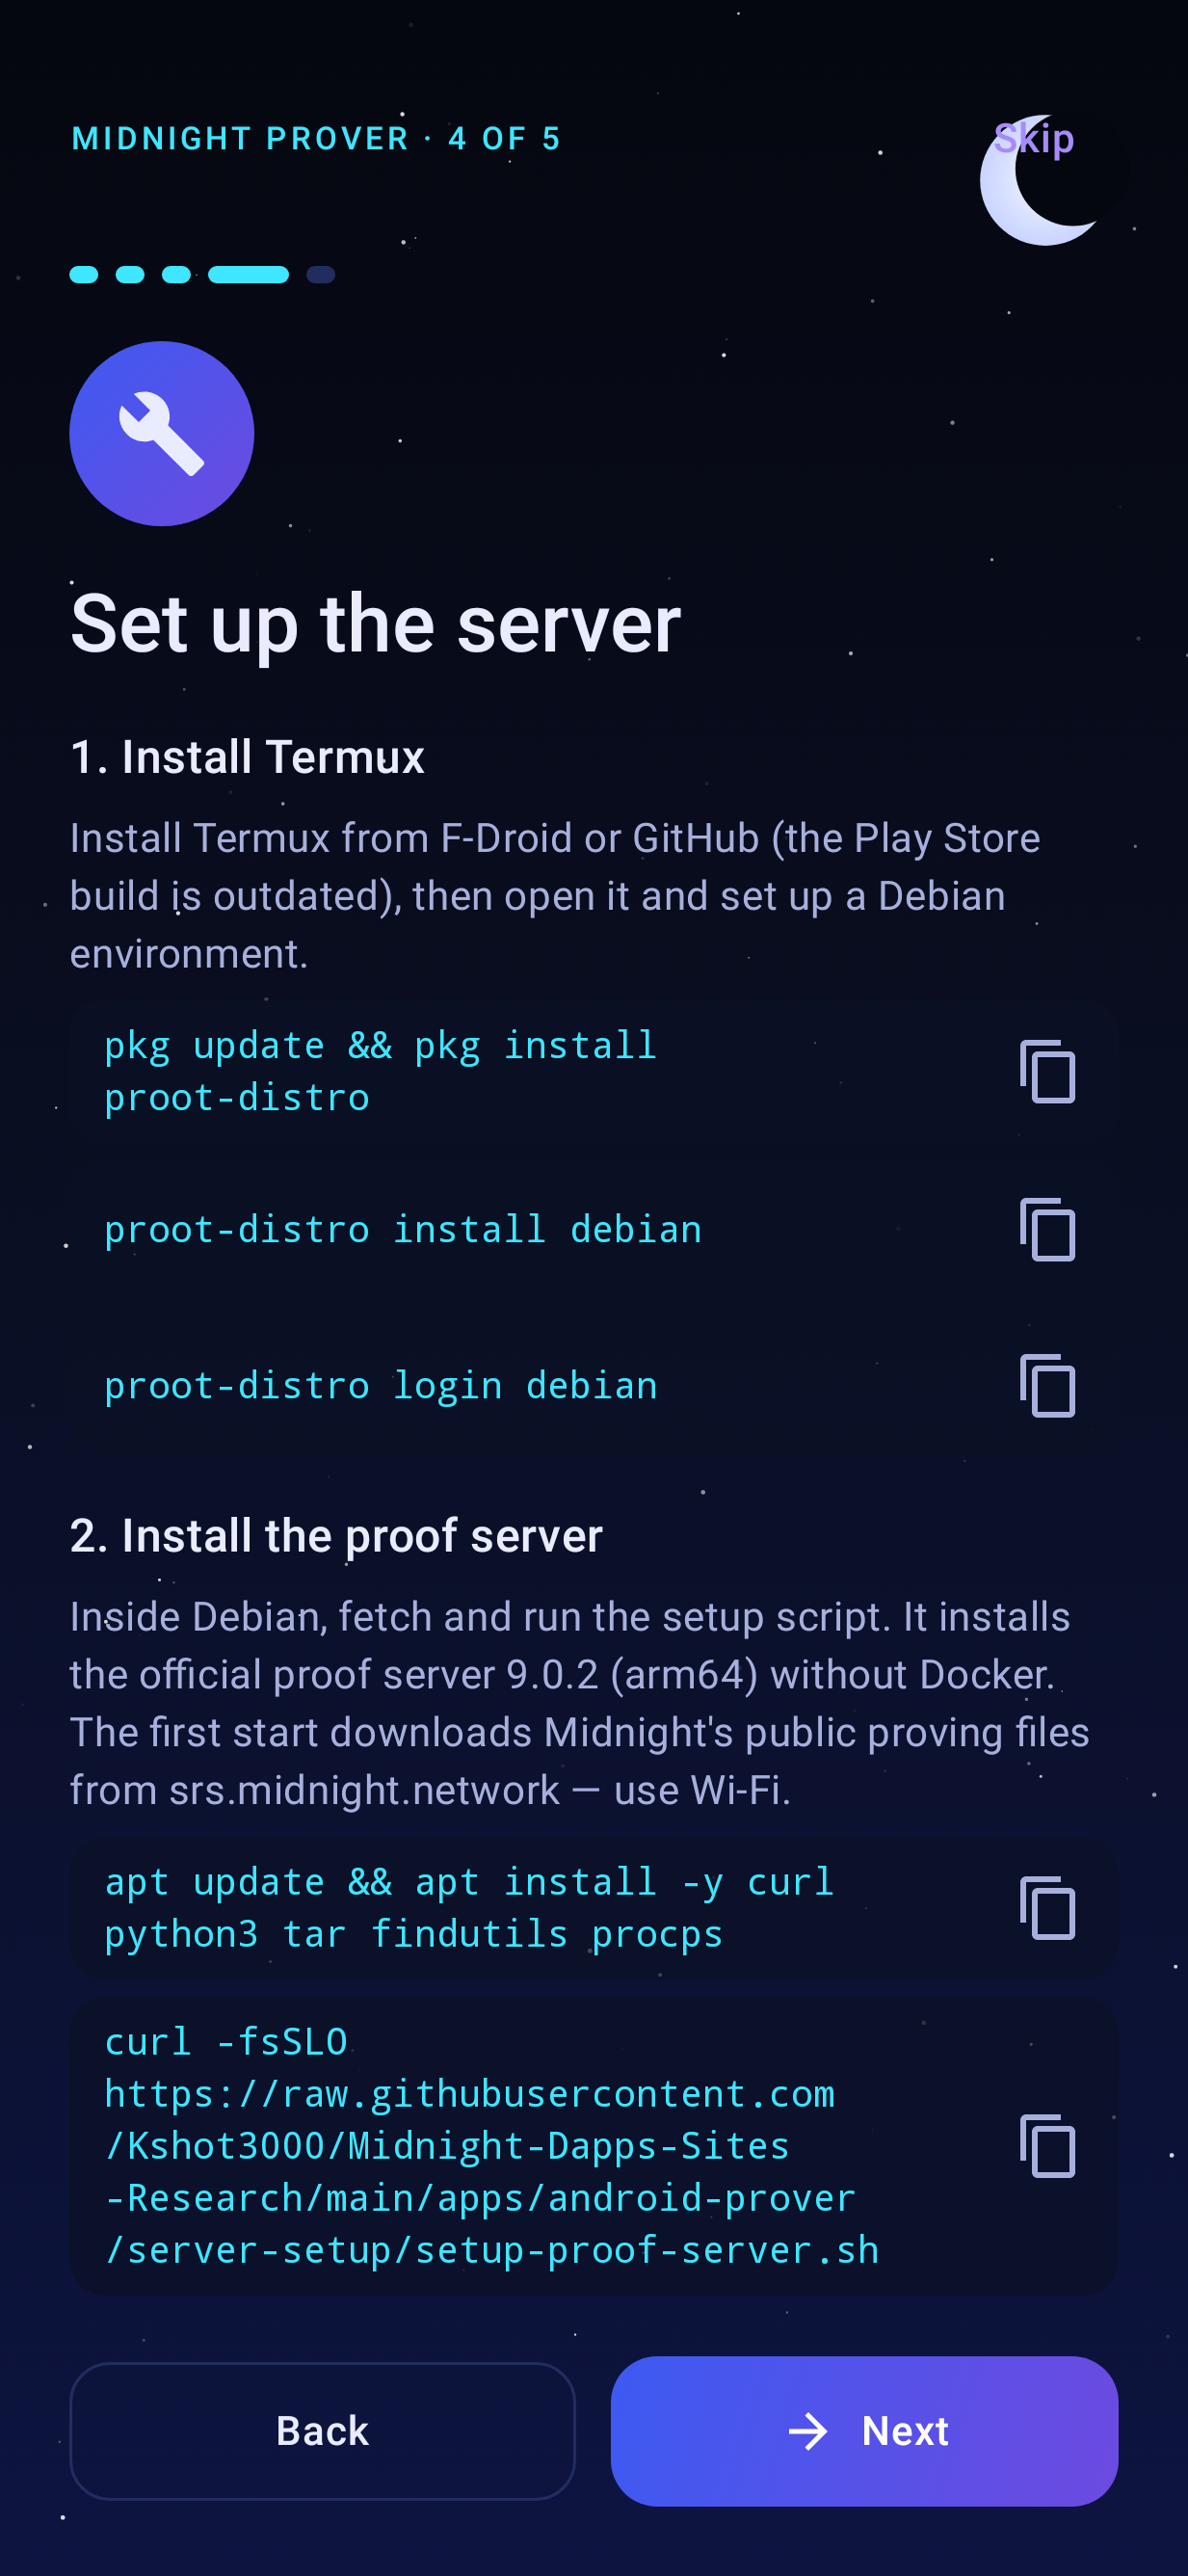 MIDNIGHT PROVER · 4 OF 5
Skip
Set up the server
1. Install Termux
Install Termux from F-Droid or GitHub (the Play Store
build is outdated), then open it and set up a Debian
environment.
pkg update && pkg install
proot-distro
proot-distro install debian
proot-distro login debian
2. Install the proof server
Inside Debian, fetch and run the setup script. It installs
the official proof server 9.0.2 (arm64) without Docker.
The first start downloads Midnight's public proving files
from srs.midnight.network — use Wi-Fi.
apt update && apt install -y curl
python3 tar findutils procps
curl -fsSLO
https://raw.githubusercontent.com
/Kshot3000/Midnight-Dapps-Sites
-Research/main/apps/android-prover
/server-setup/setup-proof-server.sh
Back
Next